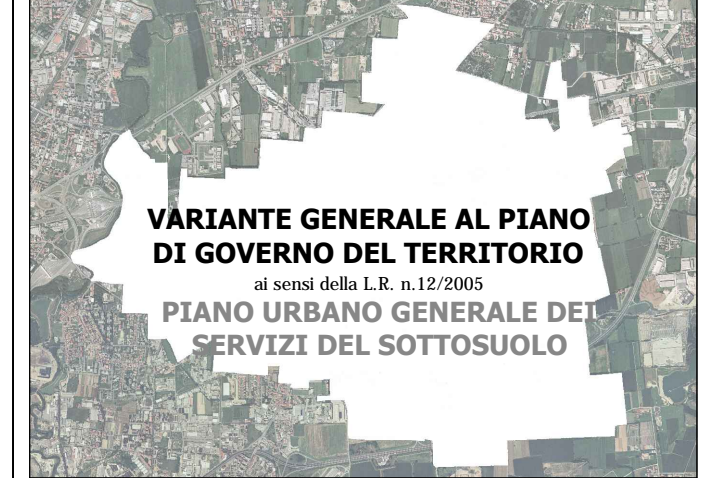 VARIANTE GENERALE AL PIANO
DI GOVERNO DEL TERRITORIO
ai sensi della L.R. n.12/2005
PIANO URBANO GENERALE DEI
SERVIZI DEL SOTTOSUOLO